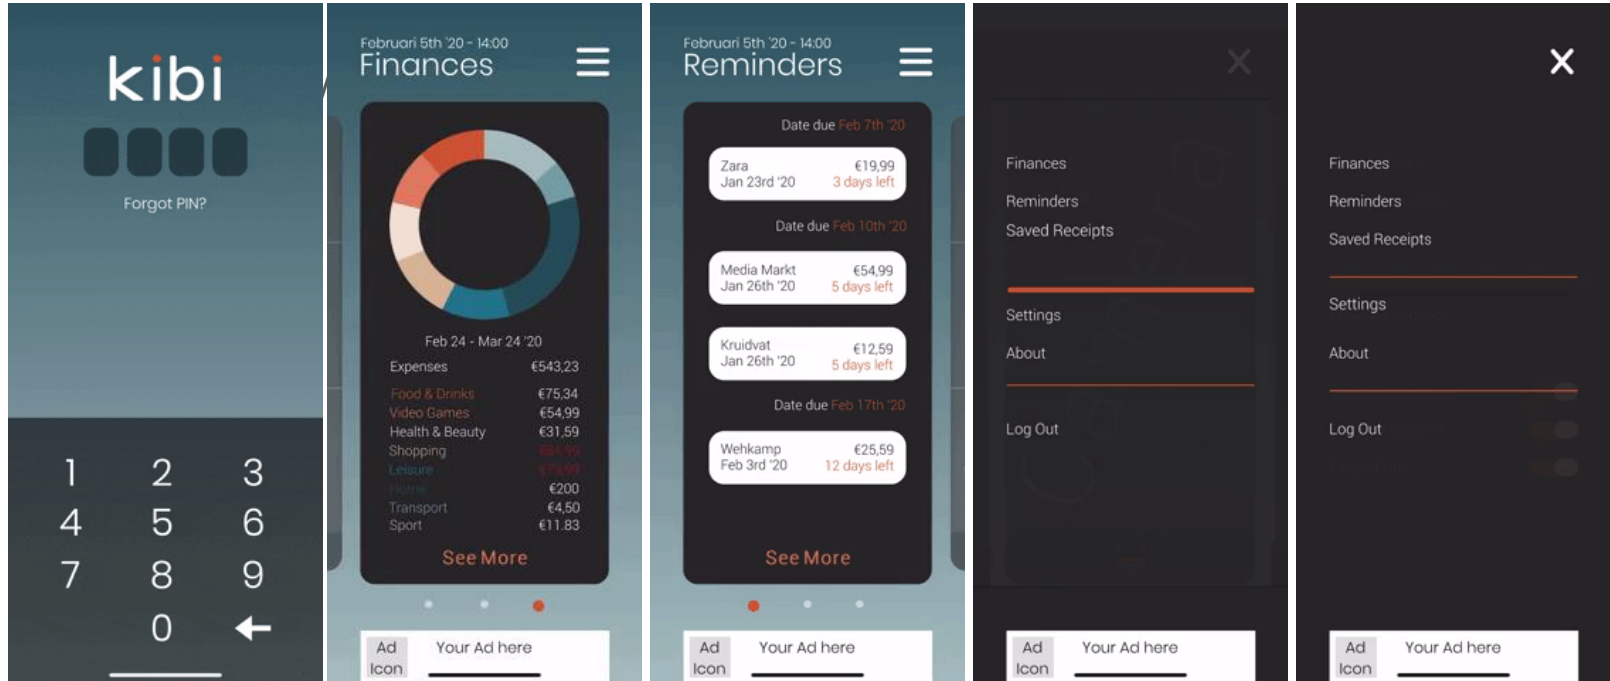 kibi
Forgot PIN?
1 2 3
4 5 6
7 8 9
0
Februari 5th '20 - 14:00
Finances
Feb 24 - Mar 24 '20
Expenses €543,23
Food & Drinks €75,34
Video Games €54,99
Health & Beauty €31,59
Shopping
Leisure
Home €200
Transport €4,50
Sport €11.83
See More
Ad Icon
Your Ad here
Februari 5th '20 - 14:00
Reminders
Date due Feb 7th '20
Zara €19,99
Jan 23rd '20 3 days left
Date due Feb 10th '20
Media Markt €54,99
Jan 26th '20 5 days left
Kruidvat €12,59
Jan 26th '20 5 days left
Date due Feb 17th '20
Wehkamp €25,59
Feb 3rd '20 12 days left
See More
Ad Icon
Your Ad here
Camera
Finances
Reminders
Saved Receipts
Settings
About
Log Out
Ad Icon
Your Ad here
Finances
Reminders
Saved Receipts
Settings
About
Log Out
Ad Icon
Your Ad here